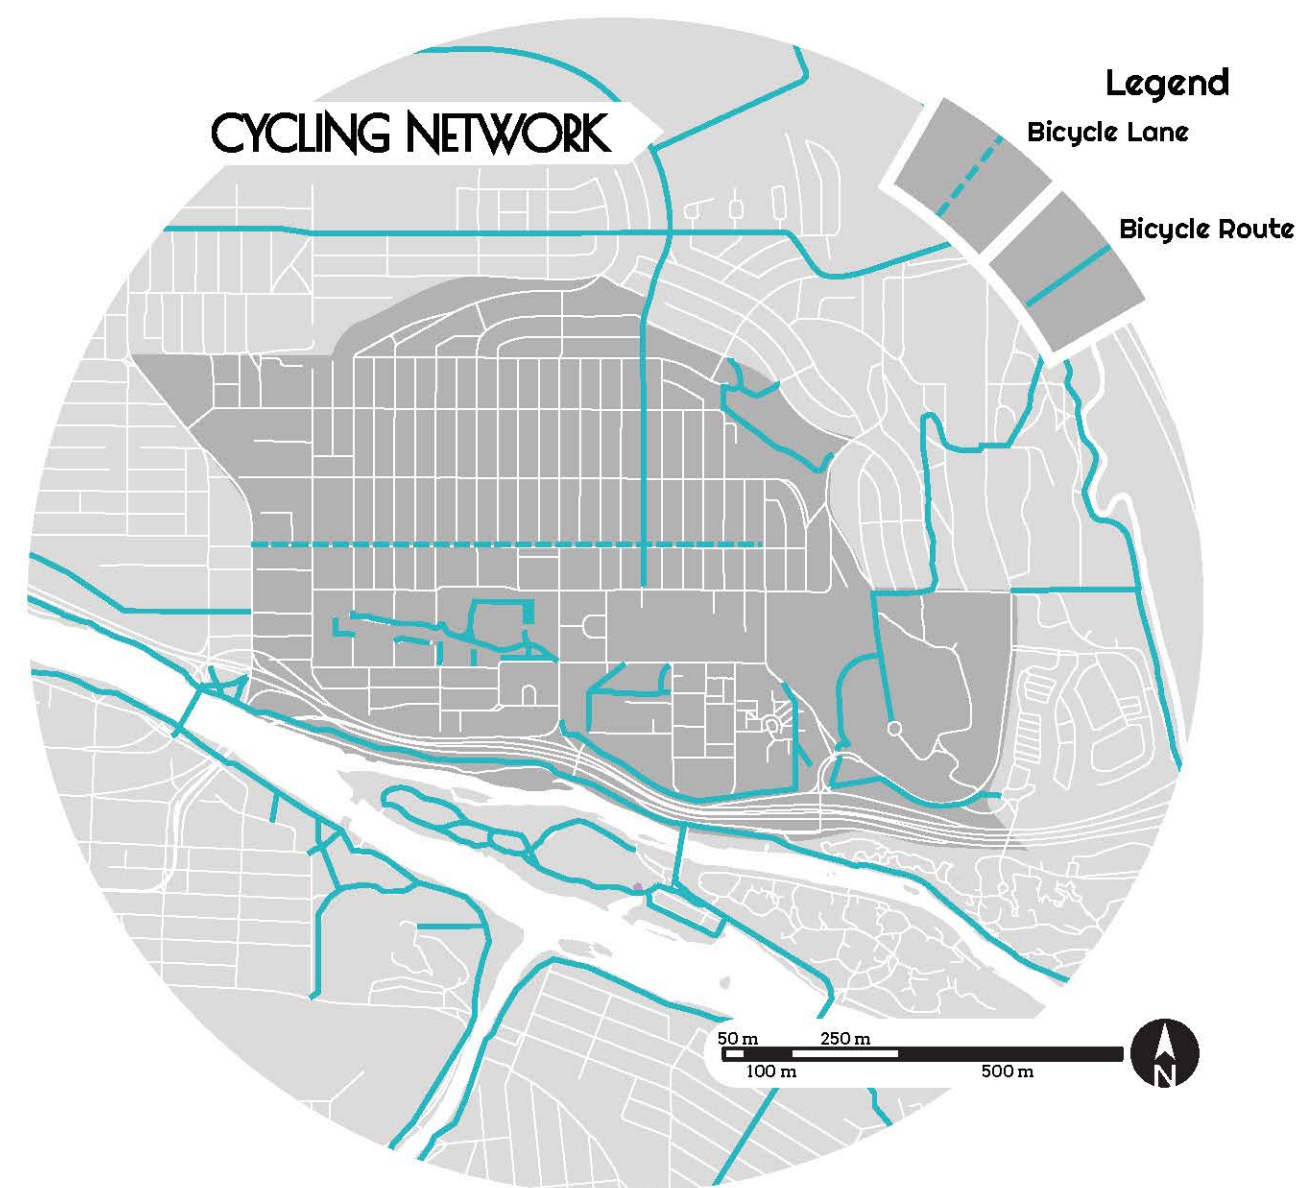 CYCLING NETWORK
Legend
Bicycle Lane
Bicycle Route
50 m
250 m
100 m
500 m
N